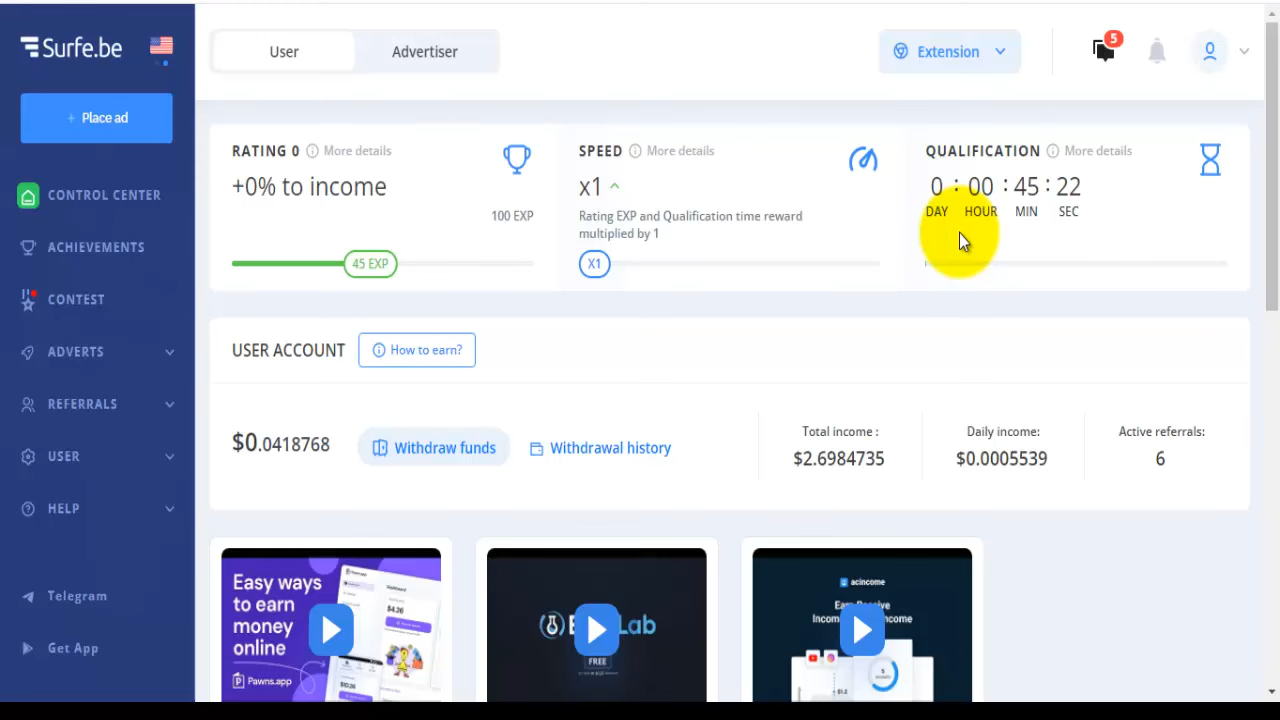 Surfe.be
+ Place ad
CONTROL CENTER
ACHIEVEMENTS
CONTEST
ADVERTS
REFERRALS
USER
HELP
Telegram
Get App
User
Advertiser
Extension
5
RATING 0 More details
+0% to income
100 EXP
45 EXP
SPEED More details
x1
Rating EXP and Qualification time reward
multiplied by 1
X1
QUALIFICATION More details
0 : 00 : 45 : 22
DAY HOUR MIN SEC
USER ACCOUNT
How to earn?
$0.0418768
Withdraw funds
Withdrawal history
Total income :
$2.6984735
Daily income:
$0.0005539
Active referrals:
6
Easy ways
to earn
money
online
Pawns.app
$4.26
FREE
acincome